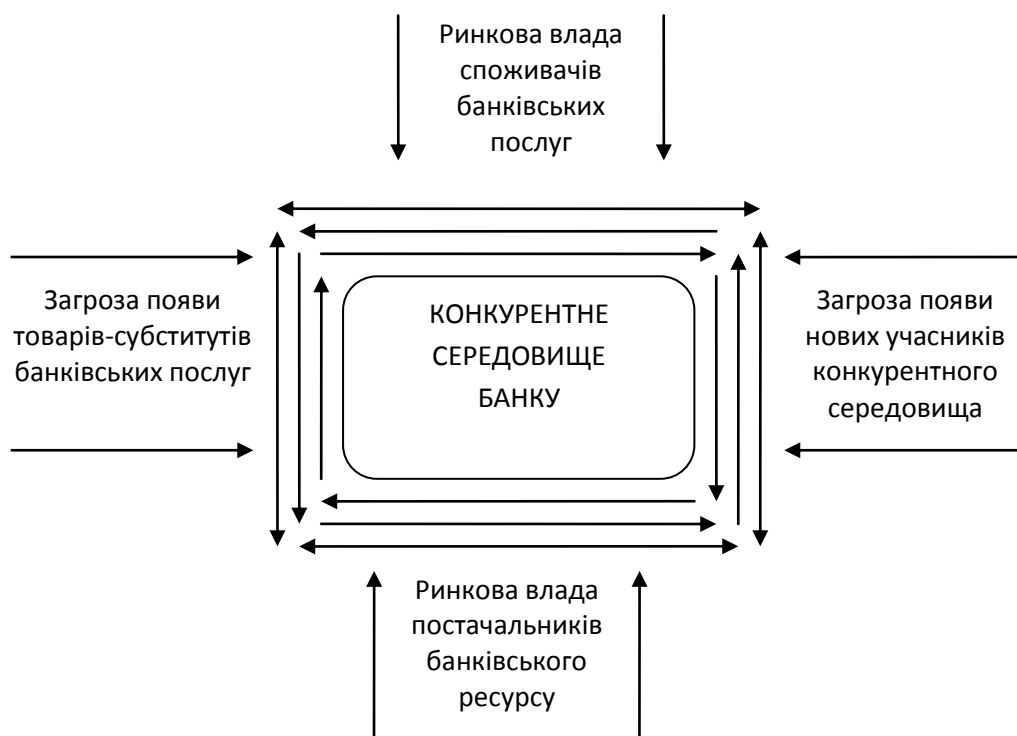 Ринкова влада
споживачів
банківських
послуг
Загроза появи
товарів-субститутів
банківських послуг
КОНКУРЕНТНЕ
СЕРЕДОВИЩЕ
БАНКУ
Загроза появи
нових учасників
конкурентного
середовища
Ринкова влада
постачальників
банківського
ресурсу